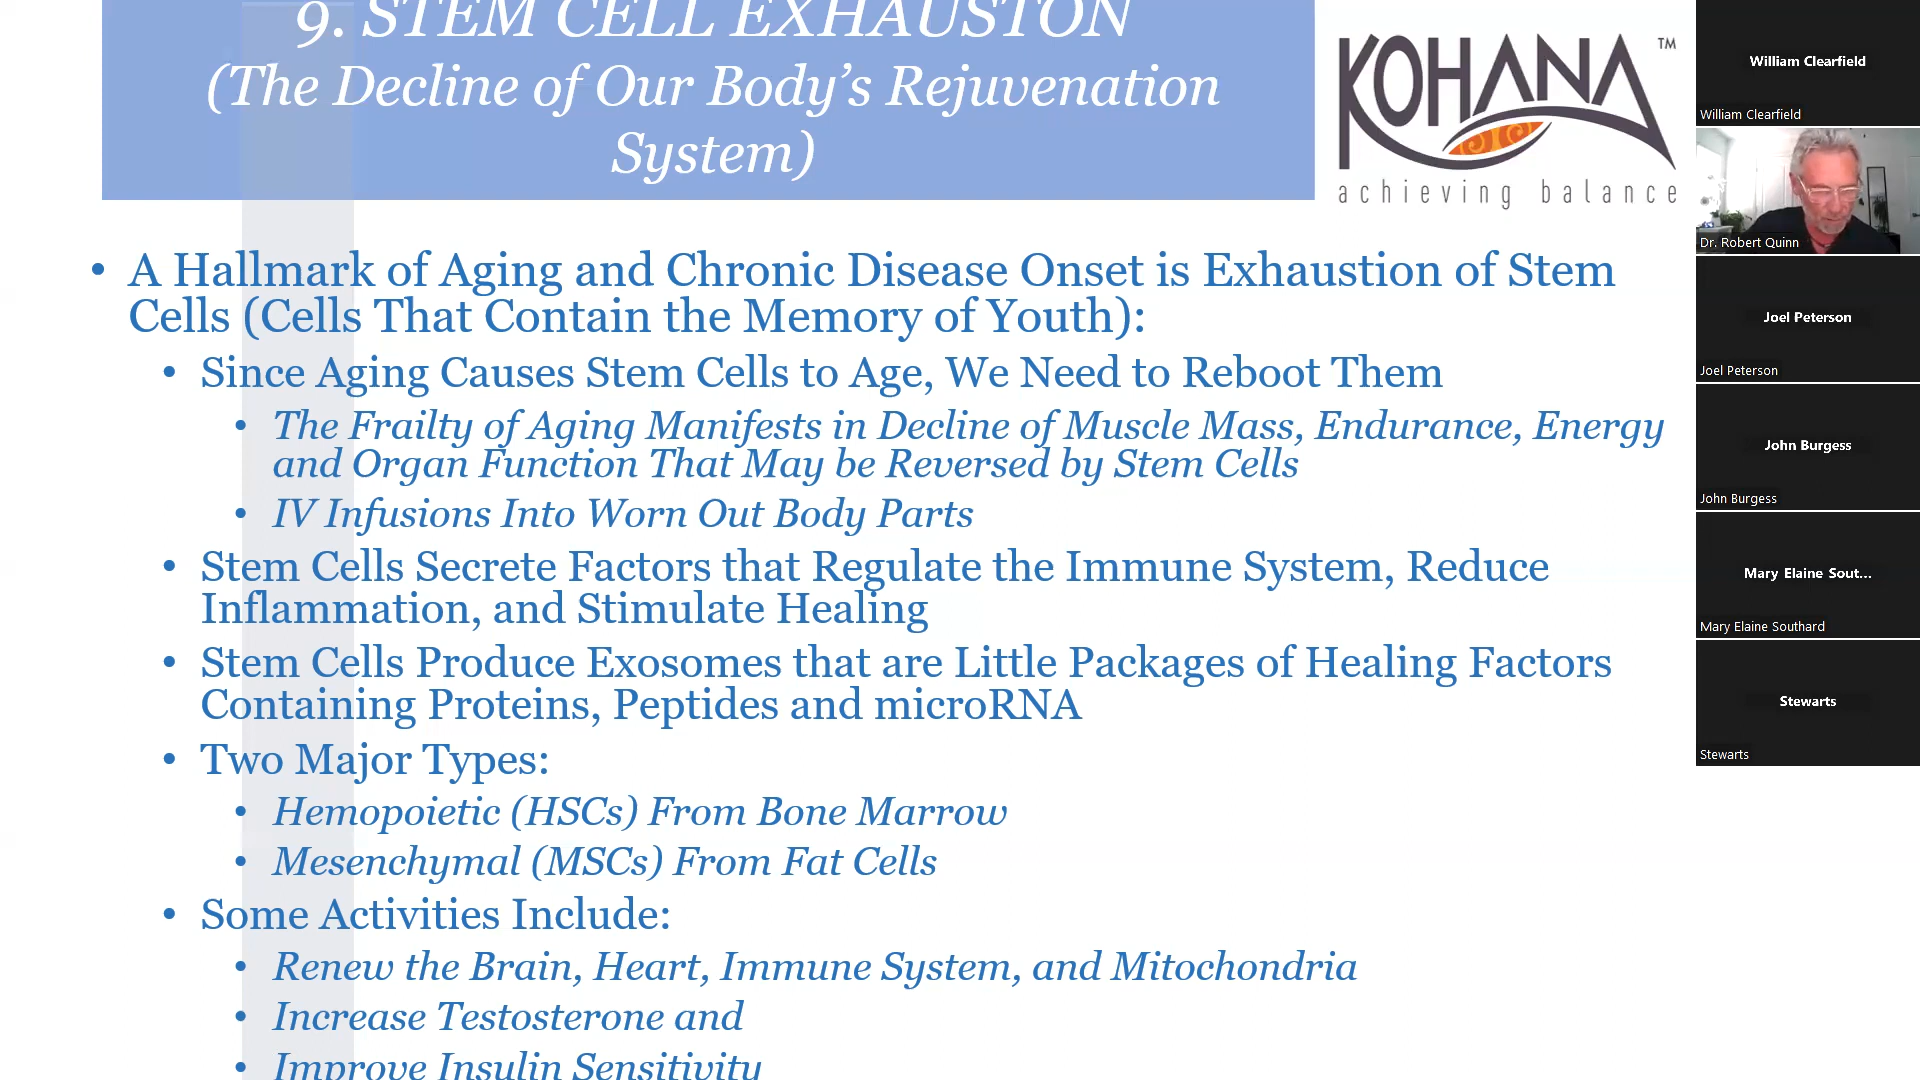 9. STEM CELL EXHAUSTON
(The Decline of Our Body’s Rejuvenation
System)
KOHANA™
achieving balance
• A Hallmark of Aging and Chronic Disease Onset is Exhaustion of Stem
Cells (Cells That Contain the Memory of Youth):
• Since Aging Causes Stem Cells to Age, We Need to Reboot Them
• The Frailty of Aging Manifests in Decline of Muscle Mass, Endurance, Energy
and Organ Function That May be Reversed by Stem Cells
• IV Infusions Into Worn Out Body Parts
• Stem Cells Secrete Factors that Regulate the Immune System, Reduce
Inflammation, and Stimulate Healing
• Stem Cells Produce Exosomes that are Little Packages of Healing Factors
Containing Proteins, Peptides and microRNA
• Two Major Types:
• Hemopoietic (HSCs) From Bone Marrow
• Mesenchymal (MSCs) From Fat Cells
• Some Activities Include:
• Renew the Brain, Heart, Immune System, and Mitochondria
• Increase Testosterone and
• Improve Insulin Sensitivity
William Clearfield
William Clearfield
Dr. Robert Quinn
Joel Peterson
Joel Peterson
John Burgess
John Burgess
Mary Elaine Sout...
Mary Elaine Southard
Stewarts
Stewarts